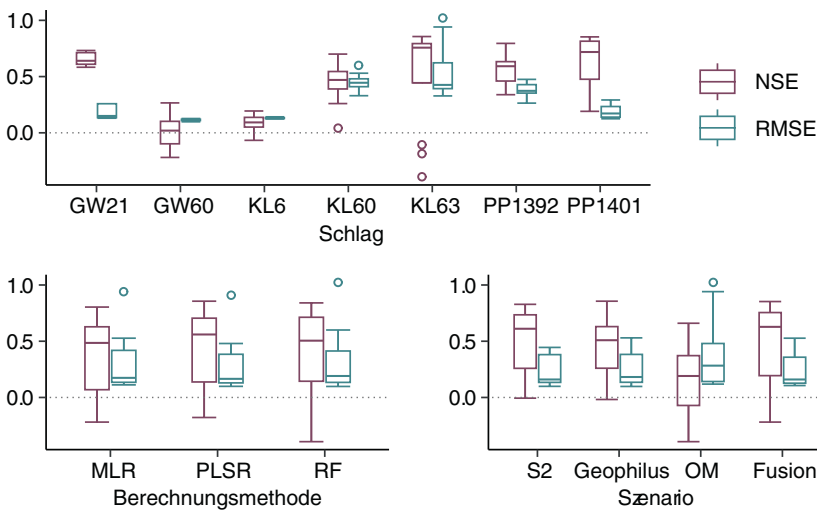 1.0
0.5
0.0
GW21 GW60 KL6 KL60 KL63 PP1392 PP1401
Schlag
NSE
RMSE
1.0
0.5
0.0
MLR PLSR RF
Berechnungsmethode
1.0
0.5
0.0
S2 Geophilus OM Fusion
Szenario